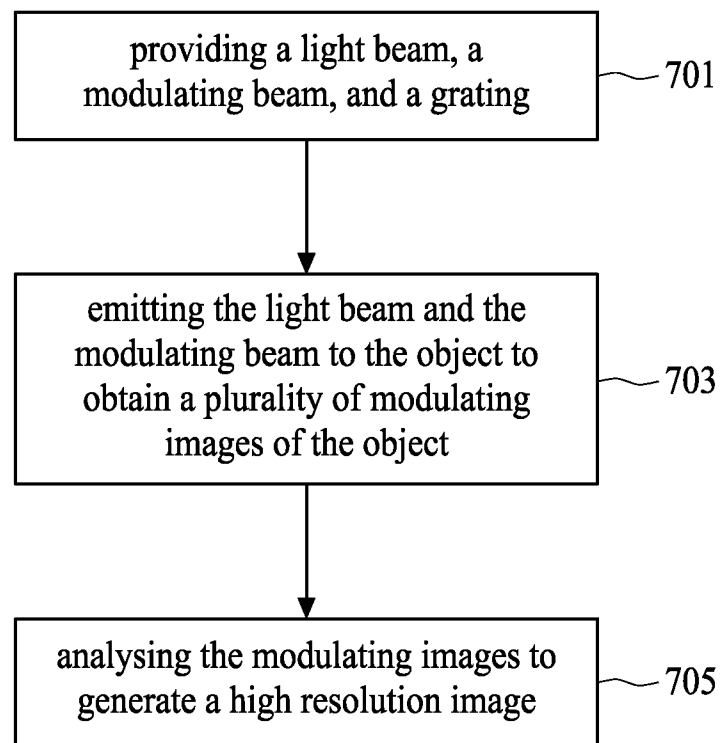 providing a light beam, a
modulating beam, and a grating
701
emitting the light beam and the
modulating beam to the object to
obtain a plurality of modulating
images of the object
703
analysing the modulating images to
generate a high resolution image
705